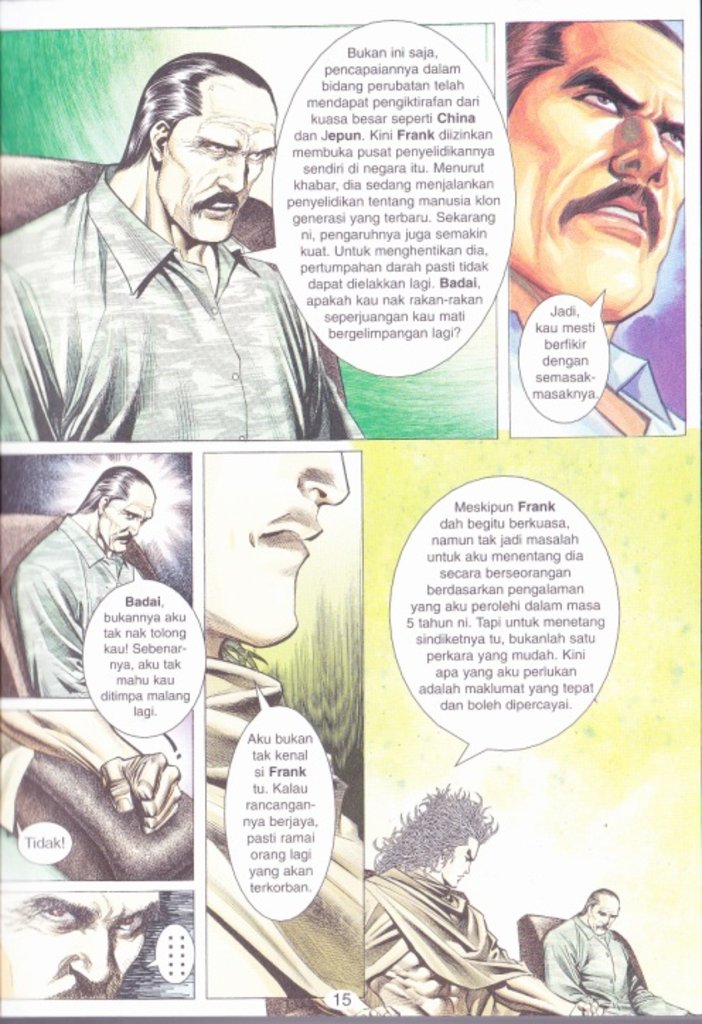 Bukan ini saja,
pencapaiannya dalam
bidang perubatan telah
mendapat pengiktirafan dari
kuasa besar seperti China
dan Jepun. Kini Frank diizinkan
membuka pusat penyelidikannya
sendiri di negara itu. Menurut
khabar, dia sedang menjalankan
penyelidikan tentang manusia klon
generasi yang terbaru. Sekarang
ni, pengaruhnya juga semakin
kuat. Untuk menghentikan dia,
pertumpahan darah pasti tidak
dapat dielakkan lagi. Badai,
apakah kau nak rakan-rakan
seperjuangan kau mati
bergelimpangan lagi?
Jadi,
kau mesti
berfikir
dengan
semasak-
masaknya.
Badai,
bukannya aku
tak nak tolong
kau! Sebenar-
nya, aku tak
mahu kau
ditimpa malang
lagi.
Tidak!
Aku bukan
tak kenal
si Frank
tu. Kalau
rancangan-
nya berjaya,
pasti ramai
orang lagi
yang akan
terkorban.
Meskipun Frank
dah begitu berkuasa,
namun tak jadi masalah
untuk aku menentang dia
secara berseorangan
berdasarkan pengalaman
yang aku perolehi dalam masa
5 tahun ni. Tapi untuk menetang
sindiketnya tu, bukanlah satu
perkara yang mudah. Kini
apa yang aku perlukan
adalah maklumat yang tepat
dan boleh dipercayai.
15